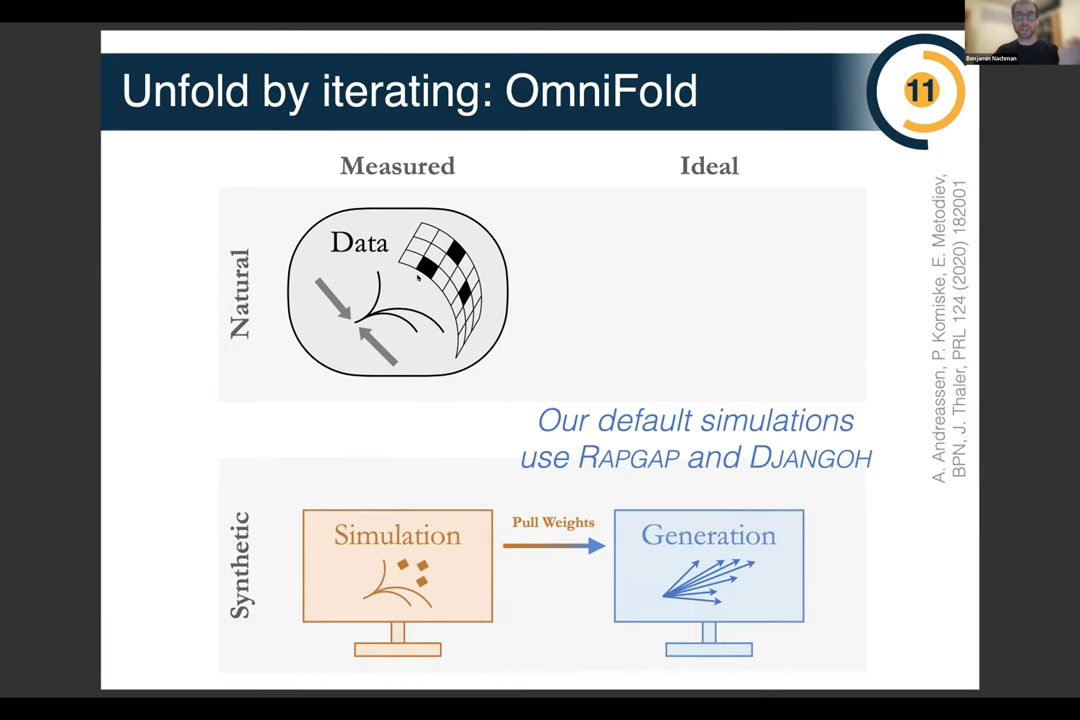 Unfold by iterating: OmniFold
11
Benjamin Nachman
Measured
Ideal
Natural
Data
A. Andreassen, P. Komiske, E. Metodiev,
BPN, J. Thaler, PRL 124 (2020) 182001
Our default simulations
use RAPGAP and DJANGOH
Synthetic
Simulation
Pull Weights
Generation